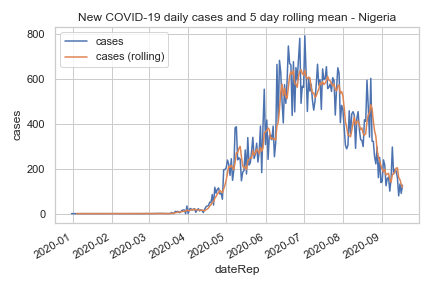 New COVID-19 daily cases and 5 day rolling mean - Nigeria
cases
cases (rolling)
800
600
400
200
0
cases
2020-01
2020-02
2020-03
2020-04
2020-05
2020-06
2020-07
2020-08
2020-09
dateRep